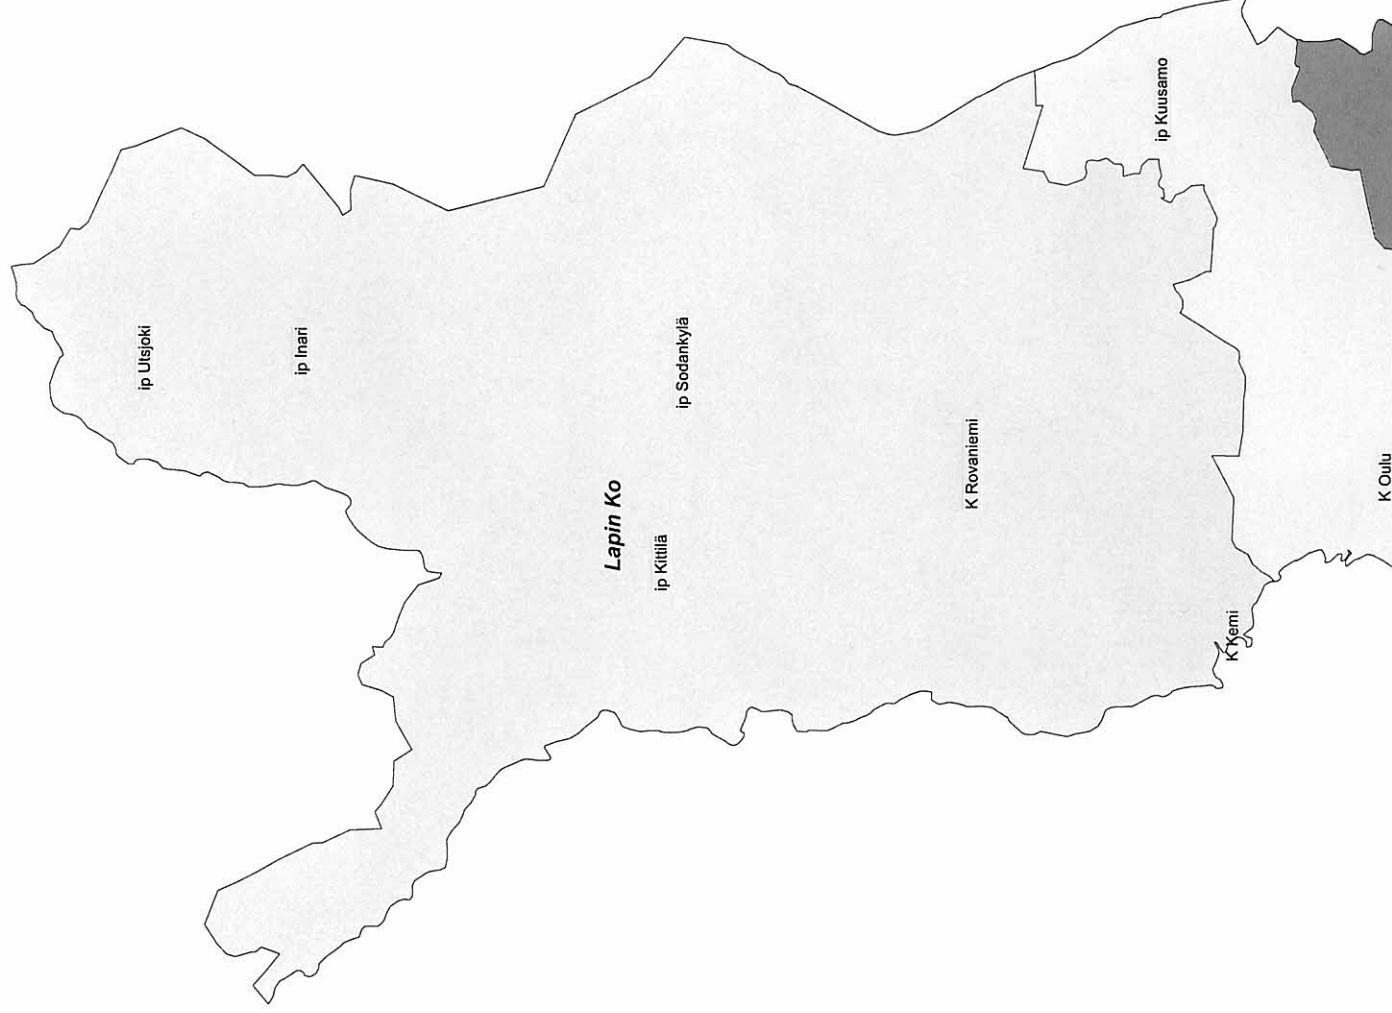 ip Utsjoki
ip Inari
ip Sodankylä
Lapin Ko
ip Kittilä
K Rovaniemi
ip Kuusamo
K Kemi
K Oulu